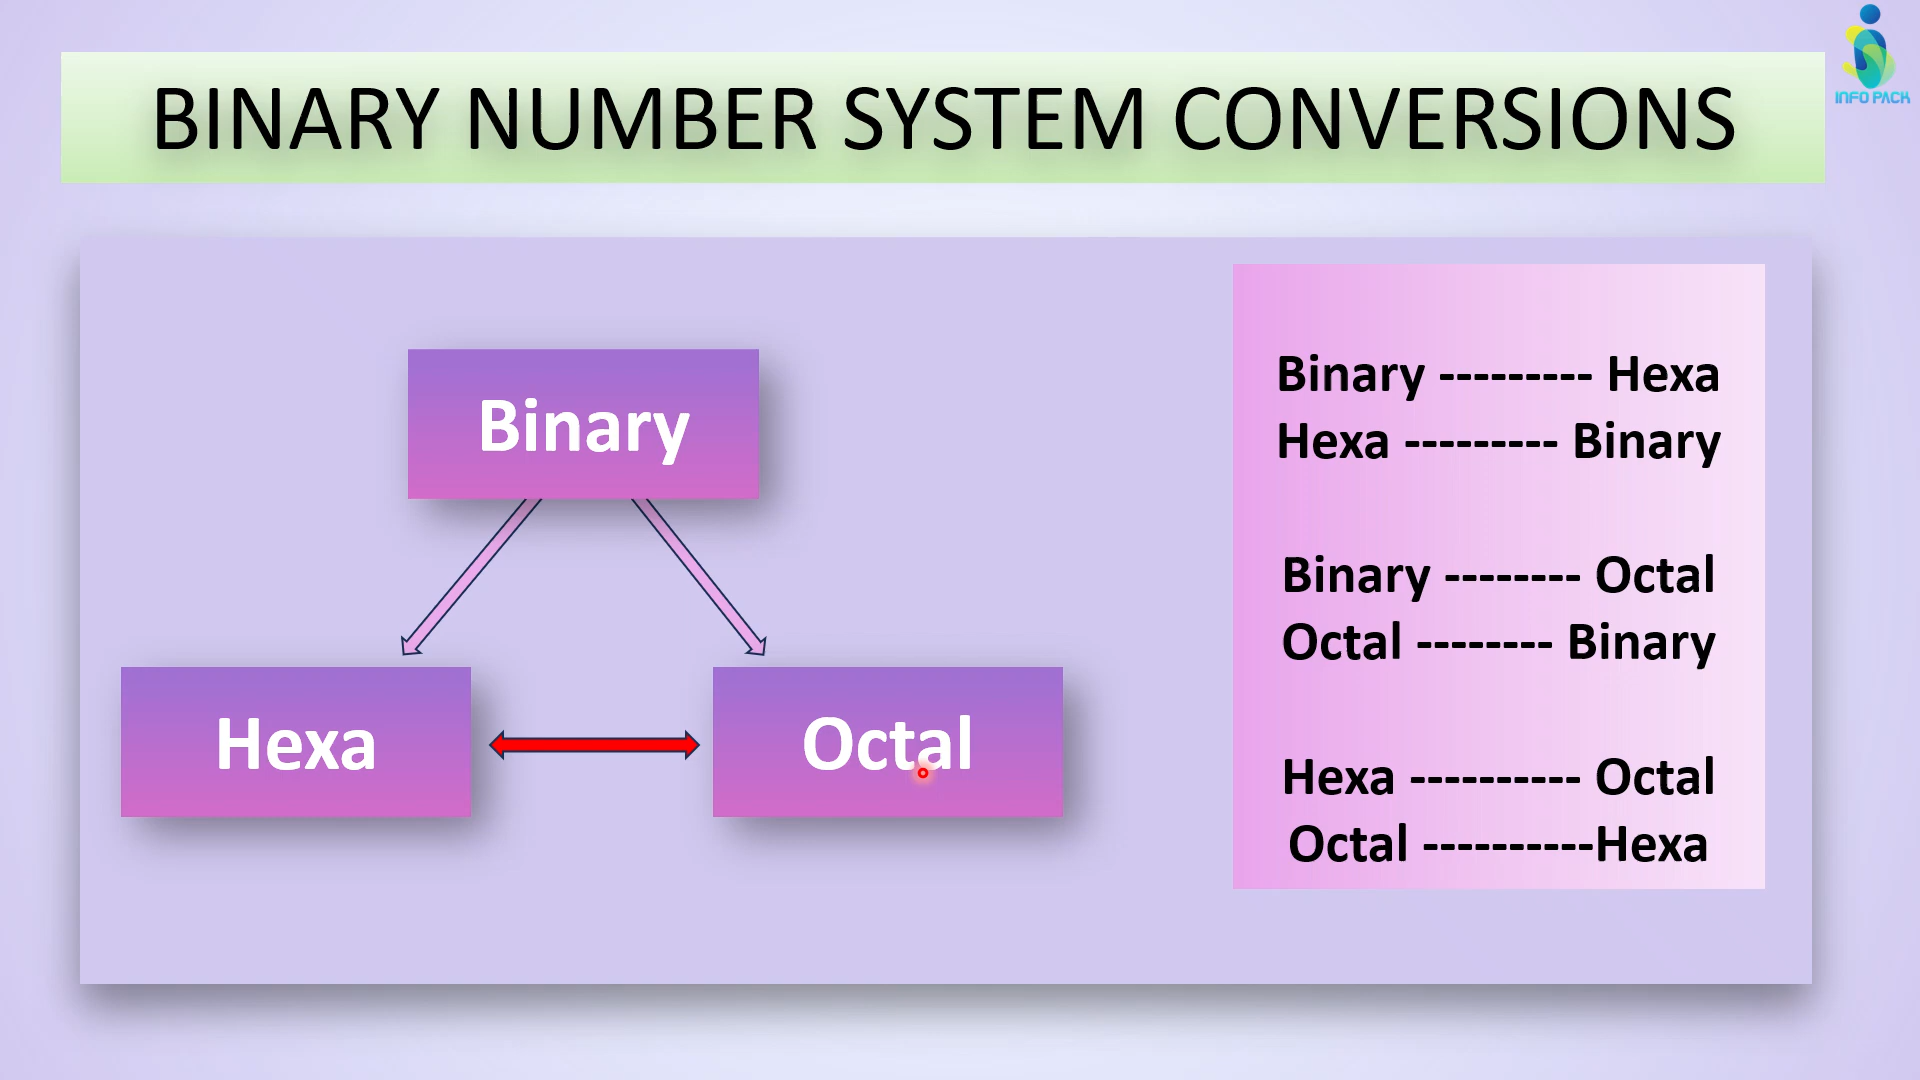 INFO PACK
BINARY NUMBER SYSTEM CONVERSIONS
Binary
Hexa
Octal
Binary --------- Hexa
Hexa --------- Binary
Binary -------- Octal
Octal -------- Binary
Hexa ---------- Octal
Octal ----------Hexa